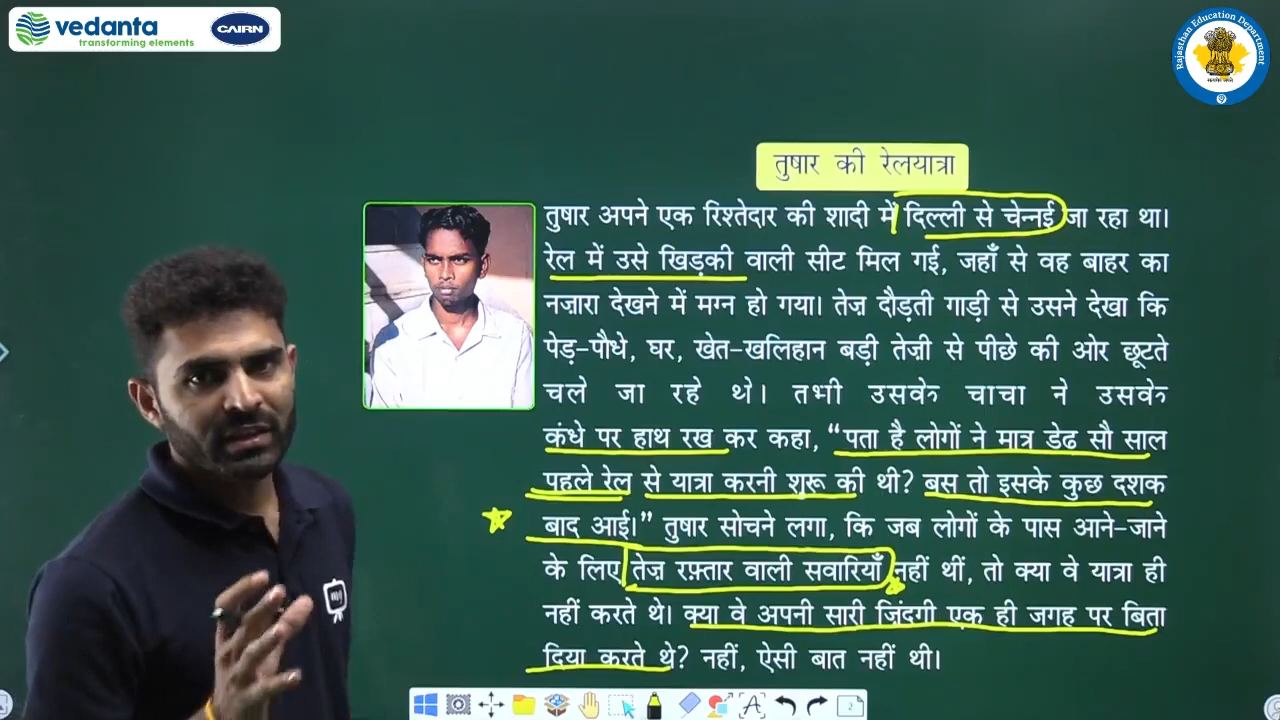 vedanta
transforming elements
CAIRN
Rajasthan Education Department
तुषार की रेलयात्रा
तुषार अपने एक रिश्तेदार की शादी में दिल्ली से चेन्नई जा रहा था।
रेल में उसे खिड़की वाली सीट मिल गई, जहाँ से वह बाहर का
नज़ारा देखने में मग्न हो गया। तेज़ दौड़ती गाड़ी से उसने देखा कि
पेड़-पौधे, घर, खेत-खलिहान बड़ी तेज़ी से पीछे की ओर छूटते
चले जा रहे थे। तभी उसके चाचा ने उसके
कंधे पर हाथ रख कर कहा, “पता है लोगों ने मात्र डेढ सौ साल
पहले रेल से यात्रा करनी शुरू की थी? बस तो इसके कुछ दशक
बाद आई।” तुषार सोचने लगा, कि जब लोगों के पास आने-जाने
के लिए तेज़ रफ़्तार वाली सवारियाँ नहीं थीं, तो क्या वे यात्रा ही
नहीं करते थे। क्या वे अपनी सारी ज़िंदगी एक ही जगह पर बिता
दिया करते थे? नहीं, ऐसी बात नहीं थी।
2